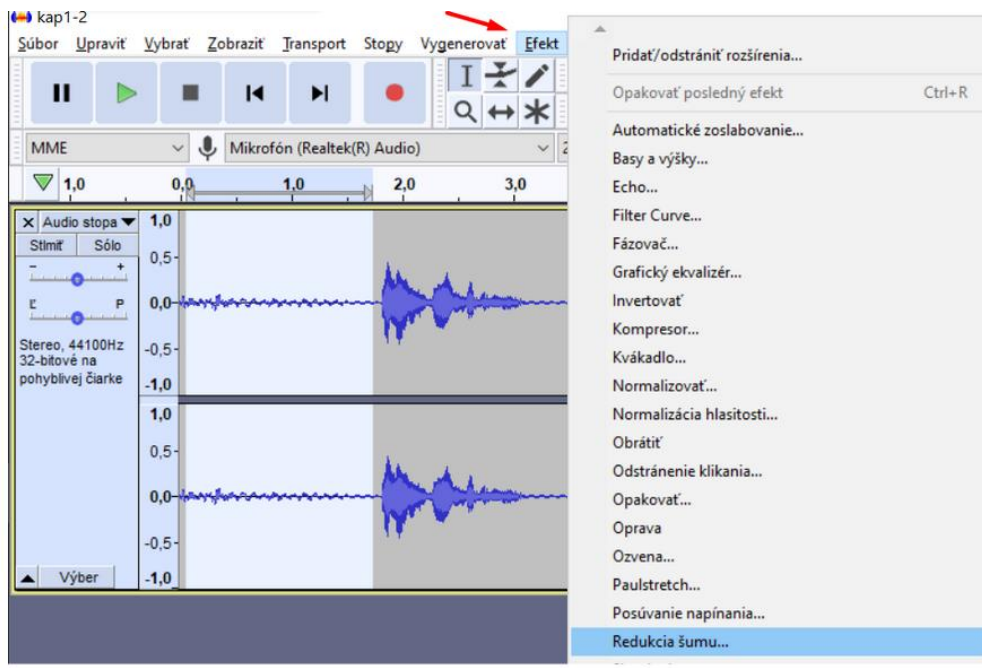 kap1-2
Súbor Upraviť Vybrať Zobraziť Transport Stopy Vygenerovať Efekt
MME
Mikrofón (Realtek(R) Audio)
2
1,0 0,0 1,0 2,0 3,0
Audio stopa
Stlmiť Sólo
- +
Ľ P
Stereo, 44100Hz
32-bitové na
pohyblivej čiarke
Výber
1,0
0,5-
0,0-
-0,5-
-1,0
1,0
0,5-
0,0-
-0,5-
-1,0
Pridať/odstrániť rozšírenia...
Opakovať posledný efekt Ctrl+R
Automatické zoslabovanie...
Basy a výšky...
Echo...
Filter Curve...
Fázovač...
Grafický ekvalizér...
Invertovať
Kompresor...
Kvákadlo...
Normalizovať...
Normalizácia hlasitosti...
Obrátiť
Odstránenie klikania...
Opakovať...
Oprava
Ozvena...
Paulstretch...
Posúvanie napínania...
Redukcia šumu...